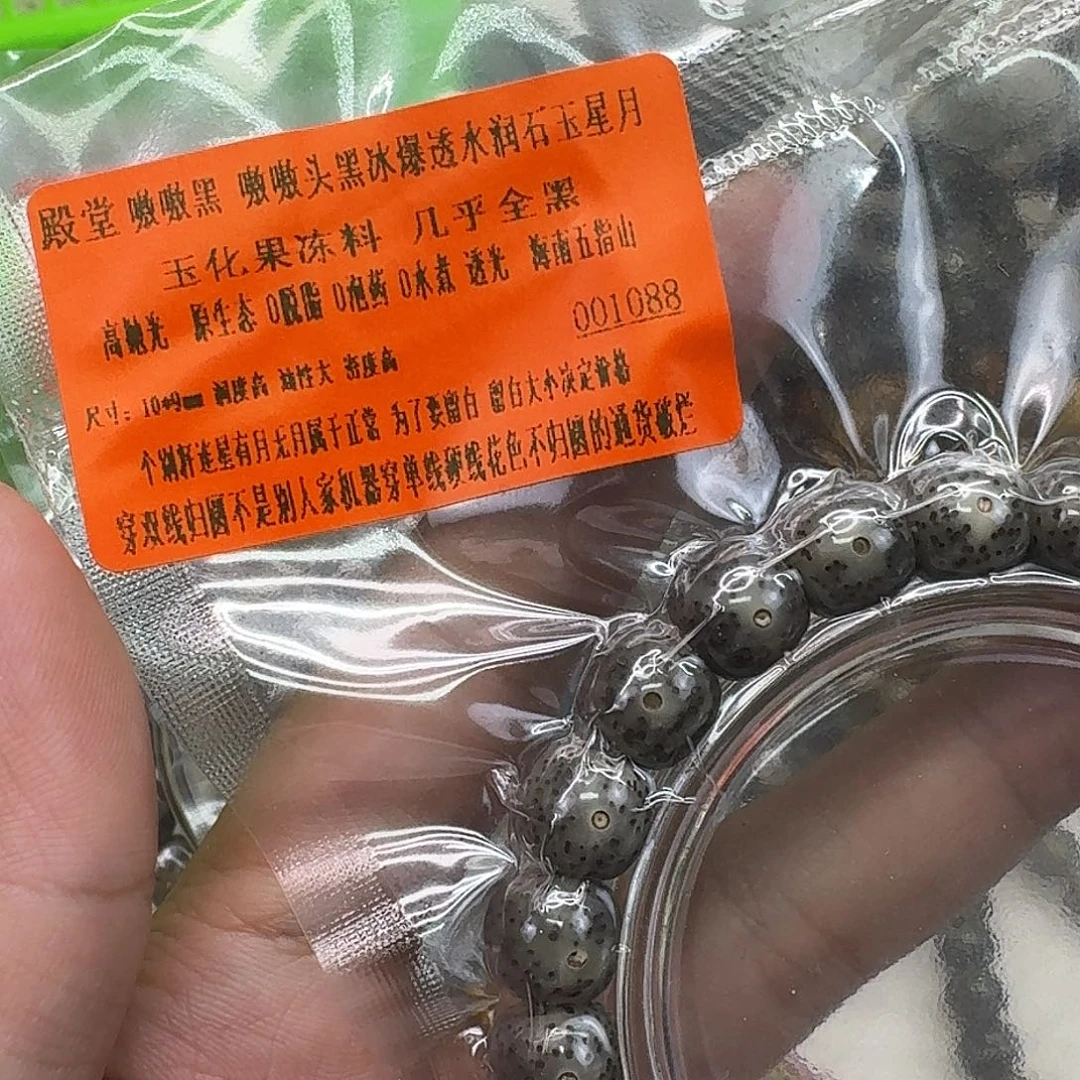 殿堂 嗷嗷黑 嗷嗷头黑冰爆透水润石玉星月
玉化果冻料 几乎全黑
高抛光 原生态 0脱脂 0泡药 0水煮 透光 海南五指山
001088
尺寸：10*9mm 润度高 油性大 密度高
个别歼连星有月无月属于正常 为了要留白 留白大小决定价格
穿双线归圆不是别人家机器穿单线硬线花色不归圆的通货破烂